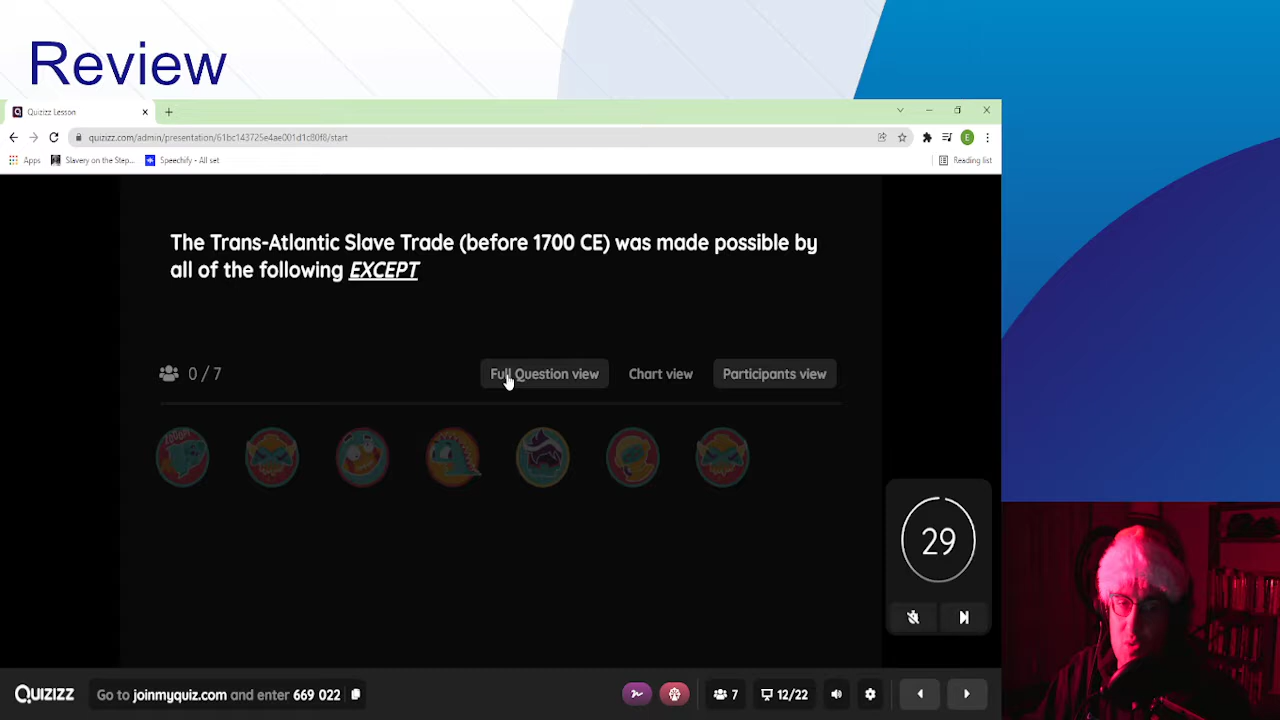 Review
Quizizz Lesson
quizizz.com/admin/presentation/61bc143725e4ae001d1c80f8/start
Apps Slavery on the Step... Speechify - All set Reading list
E
The Trans-Atlantic Slave Trade (before 1700 CE) was made possible by
all of the following EXCEPT
0 / 7 Full Question view Chart view Participants view
29
QUIZIZZ Go to joinmyquiz.com and enter 669 022 7 12/22